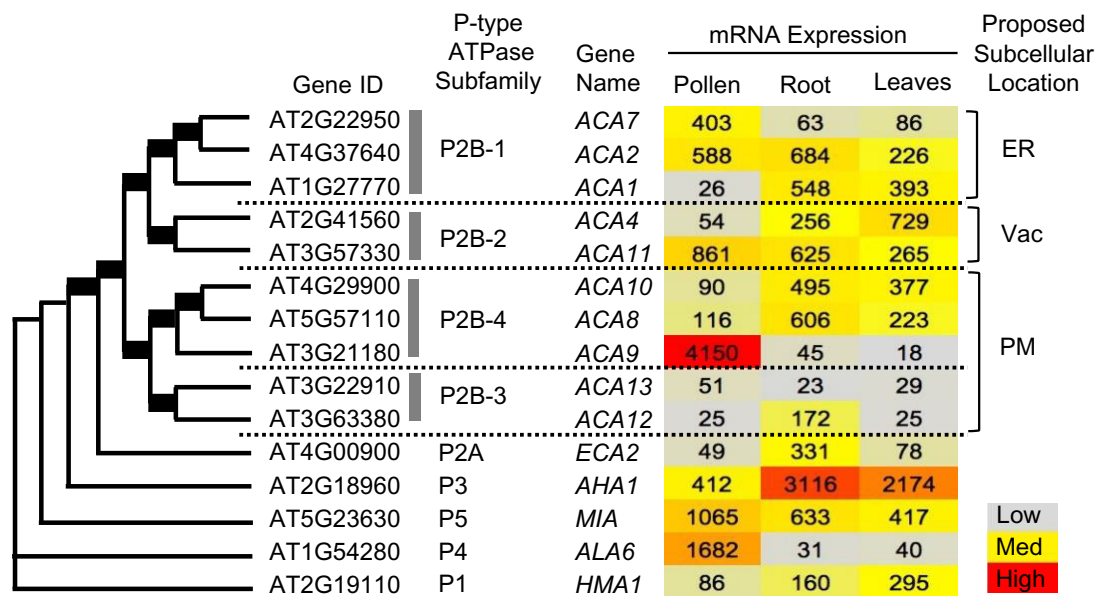 P-type ATPase Subfamily
Gene Name
mRNA Expression
Proposed Subcellular Location
Gene ID
Pollen Root Leaves
AT2G22950 ACA7 403 63 86
AT4G37640 P2B-1 ACA2 588 684 226 ER
AT1G27770 ACA1 26 548 393
AT2G41560 ACA4 54 256 729
P2B-2 Vac
AT3G57330 ACA11 861 625 265
AT4G29900 ACA10 90 495 377
AT5G57110 P2B-4 ACA8 116 606 223
AT3G21180 ACA9 4150 45 18 PM
AT3G22910 ACA13 51 23 29
P2B-3
AT3G63380 ACA12 25 172 25
AT4G00900 P2A ECA2 49 331 78
AT2G18960 P3 AHA1 412 3116 2174
AT5G23630 P5 MIA 1065 633 417
AT1G54280 P4 ALA6 1682 31 40
AT2G19110 P1 HMA1 86 160 295
Low
Med
High